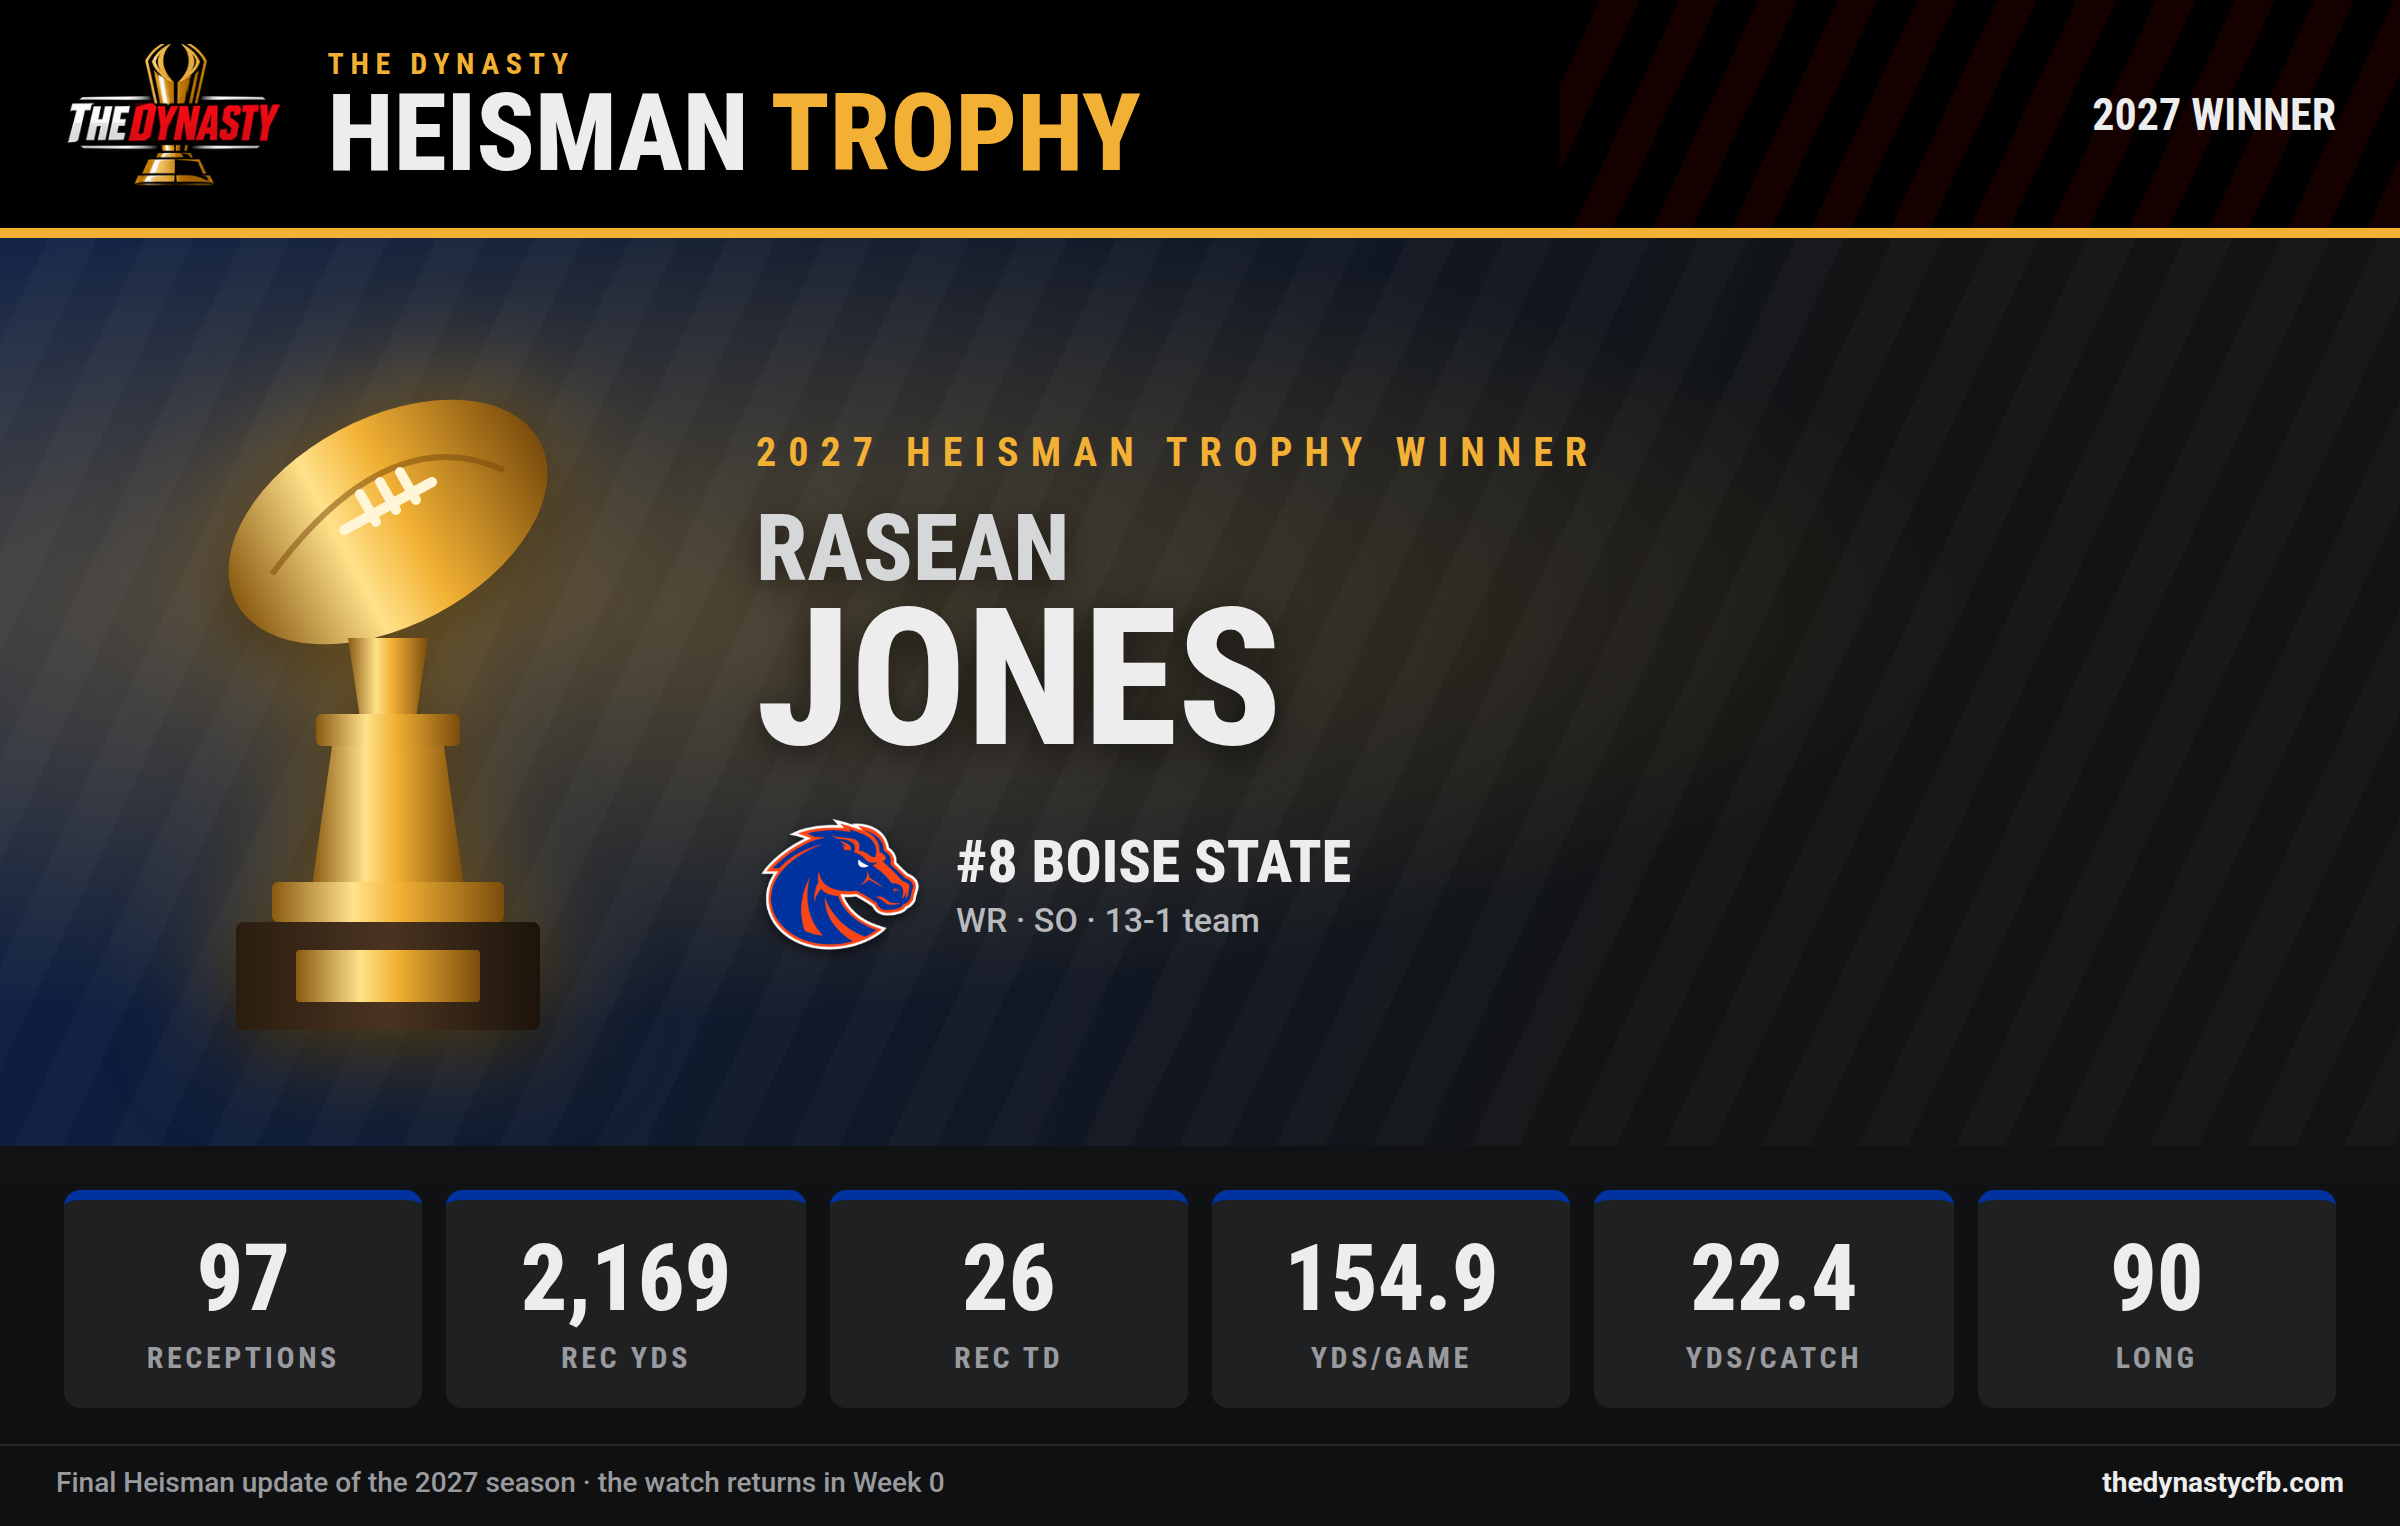 THE DYNASTY
THE DYNASTY
HEISMAN TROPHY
2027 WINNER
2027 HEISMAN TROPHY WINNER
RASEAN
JONES
#8 BOISE STATE
WR · SO · 13-1 team
97
RECEPTIONS
2,169
REC YDS
26
REC TD
154.9
YDS/GAME
22.4
YDS/CATCH
90
LONG
Final Heisman update of the 2027 season · the watch returns in Week 0
thedynastycfb.com